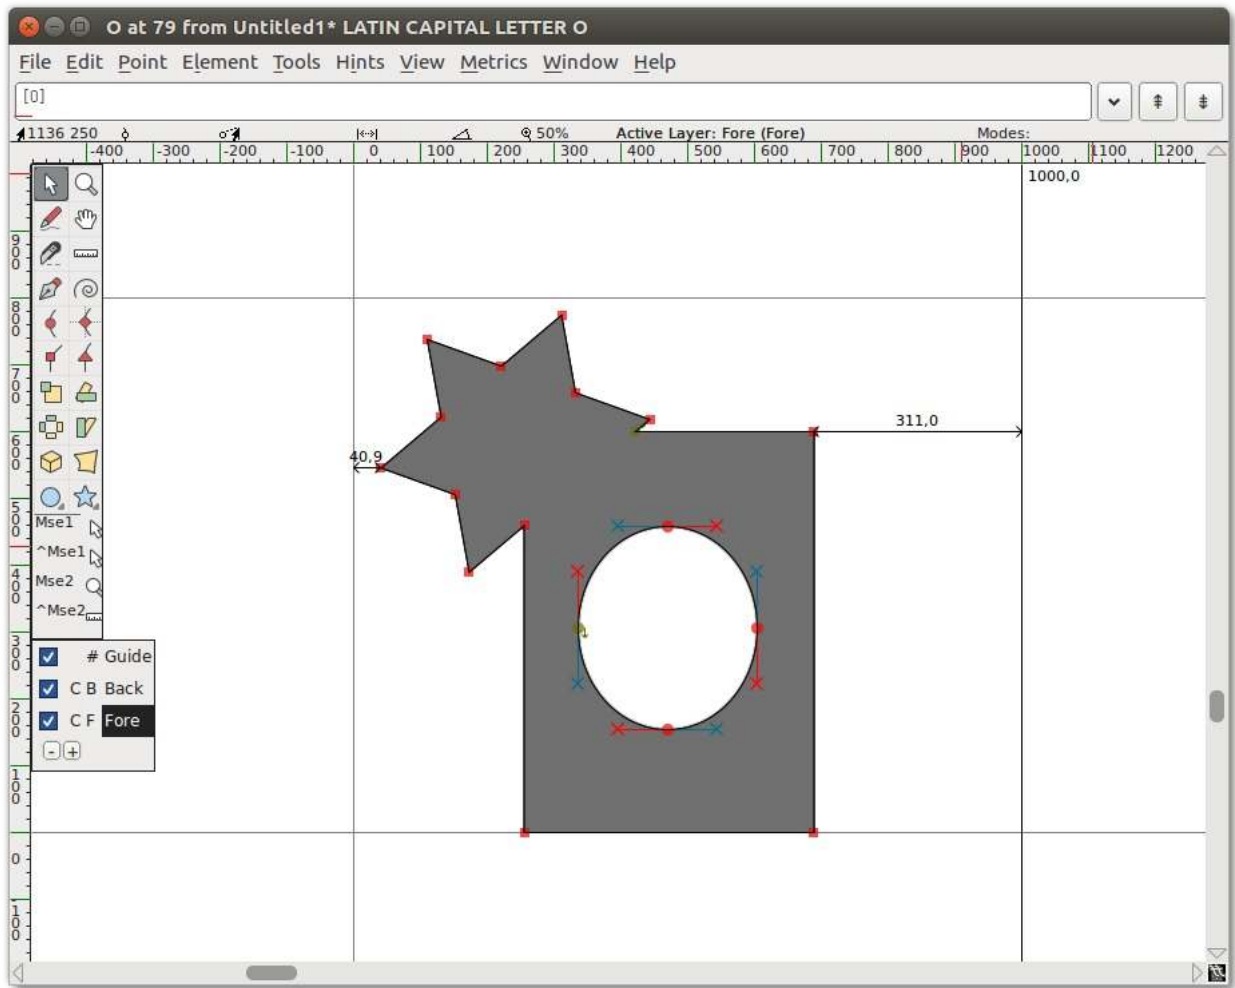 O at 79 from Untitled1* LATIN CAPITAL LETTER O
File Edit Point Element Tools Hints View Metrics Window Help
[0]
1136 250 50% Active Layer: Fore (Fore) Modes:
-400 -300 -200 -100 0 100 200 300 400 500 600 700 800 900 1000 1100 1200
1000,0
900
800
700
311,0
600
40,9
500
Mse1
^Mse1
400
Mse2
^Mse2
300
# Guide
C B Back
200
C F Fore
- +
100
0
-100